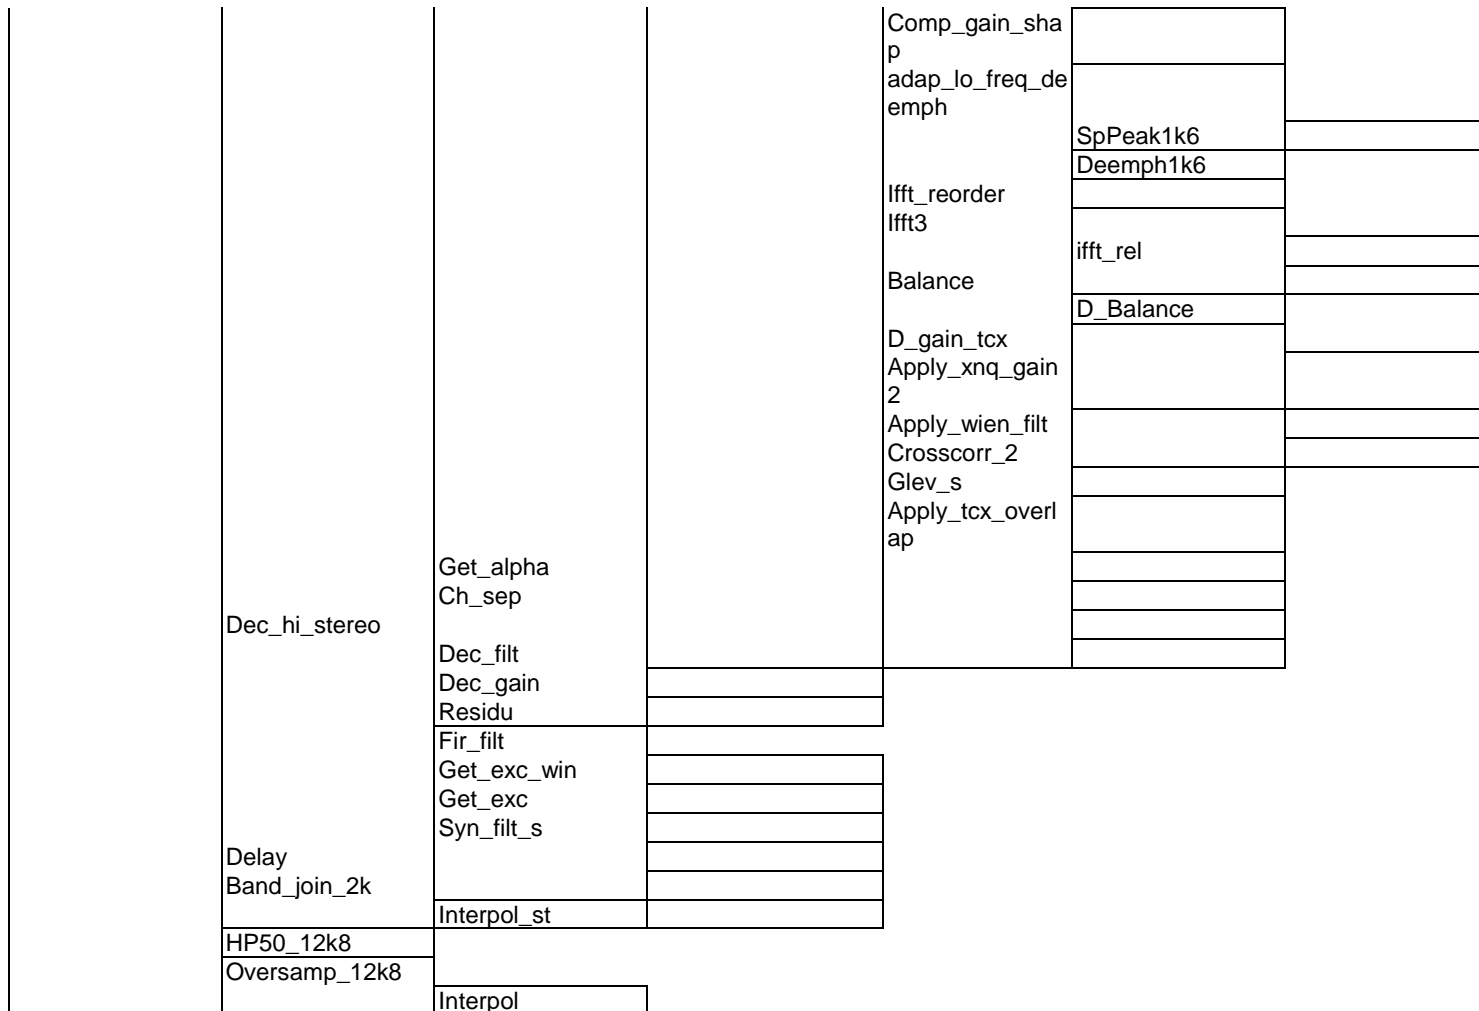 Comp_gain_sha
p
adap_lo_freq_de
emph
SpPeak1k6
Deemph1k6
Ifft_reorder
Ifft3
ifft_rel
Balance
D_Balance
D_gain_tcx
Apply_xnq_gain
2
Apply_wien_filt
Crosscorr_2
Glev_s
Apply_tcx_overl
ap
Get_alpha
Ch_sep
Dec_hi_stereo
Dec_filt
Dec_gain
Residu
Fir_filt
Get_exc_win
Get_exc
Syn_filt_s
Delay
Band_join_2k
Interpol_st
HP50_12k8
Oversamp_12k8
Interpol